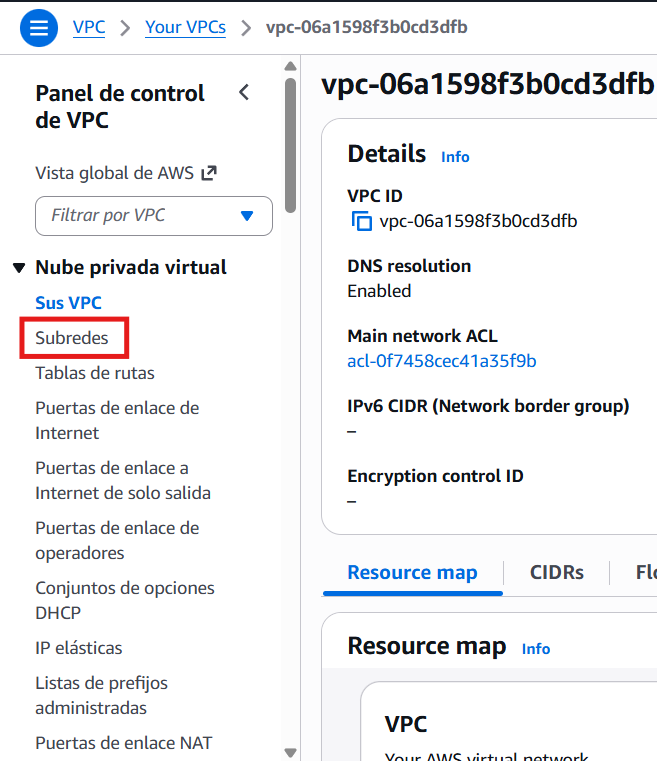 VPC > Your VPCs > vpc-06a1598f3b0cd3dfb
Panel de control
de VPC
Vista global de AWS
Filtrar por VPC
Nube privada virtual
Sus VPC
Subredes
Tablas de rutas
Puertas de enlace de
Internet
Puertas de enlace a
Internet de solo salida
Puertas de enlace de
operadores
Conjuntos de opciones
DHCP
IP elásticas
Listas de prefijos
administradas
Puertas de enlace NAT
vpc-06a1598f3b0cd3dfb
Details Info
VPC ID
vpc-06a1598f3b0cd3dfb
DNS resolution
Enabled
Main network ACL
acl-0f7458cec41a35f9b
IPv6 CIDR (Network border group)
–
Encryption control ID
–
Resource map CIDRs Flo
Resource map Info
VPC
Your AWS virtual network